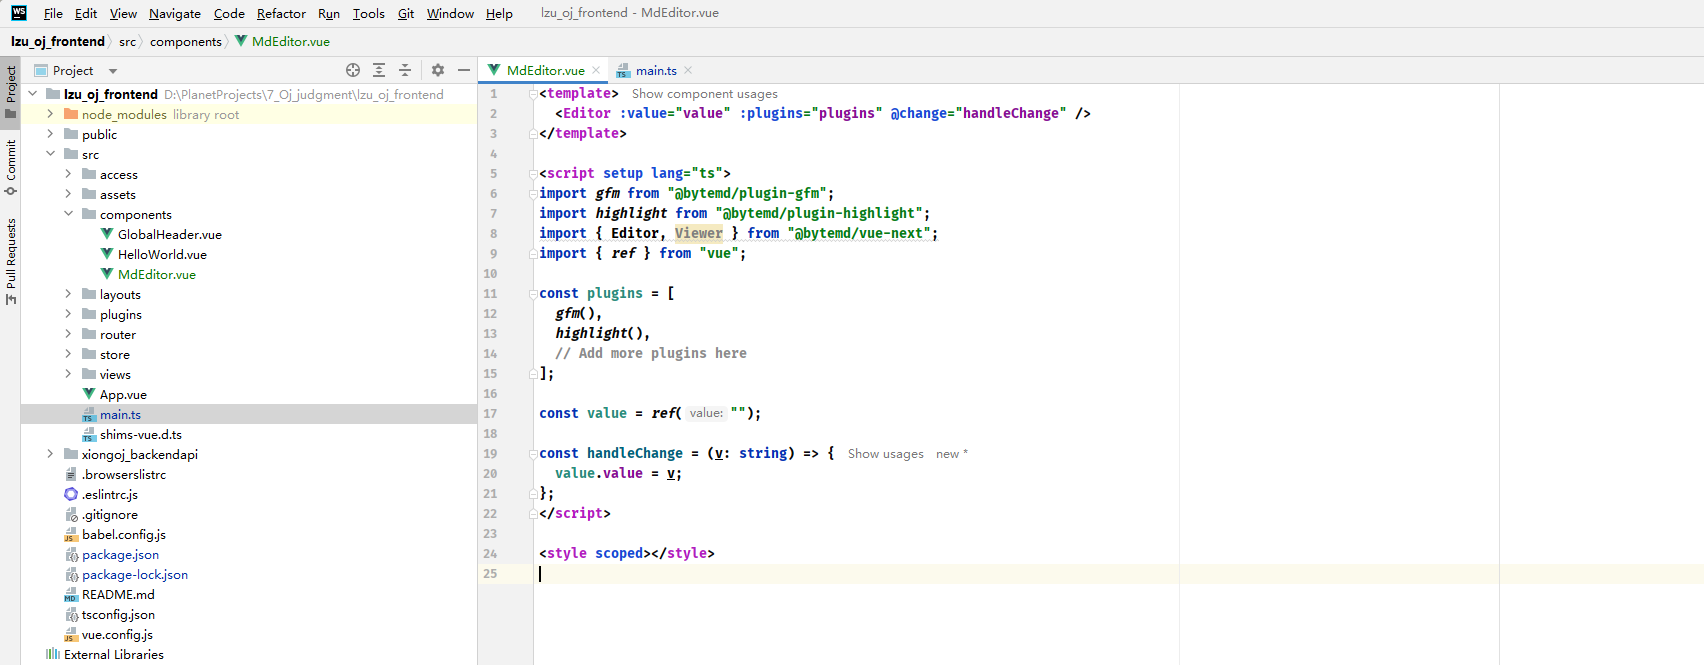 WS File Edit View Navigate Code Refactor Run Tools Git Window Help lzu_oj_frontend - MdEditor.vue
lzu_oj_frontend src components MdEditor.vue
Project
Commit
Pull Requests
Project
lzu_oj_frontend D:\PlanetProjects\7_Oj_judgment\lzu_oj_frontend
node_modules library root
public
src
access
assets
components
GlobalHeader.vue
HelloWorld.vue
MdEditor.vue
layouts
plugins
router
store
views
App.vue
main.ts
shims-vue.d.ts
xiongoj_backendapi
.browserslistrc
.eslintrc.js
.gitignore
babel.config.js
package.json
package-lock.json
README.md
tsconfig.json
vue.config.js
External Libraries
MdEditor.vue main.ts
1 <template> Show component usages
2 <Editor :value="value" :plugins="plugins" @change="handleChange" />
3 </template>
4
5 <script setup lang="ts">
6 import gfm from "@bytemd/plugin-gfm";
7 import highlight from "@bytemd/plugin-highlight";
8 import { Editor, Viewer } from "@bytemd/vue-next";
9 import { ref } from "vue";
10
11 const plugins = [
12 gfm(),
13 highlight(),
14 // Add more plugins here
15 ];
16
17 const value = ref( value: "");
18
19 const handleChange = (v: string) => { Show usages new *
20 value.value = v;
21 };
22 </script>
23
24 <style scoped></style>
25